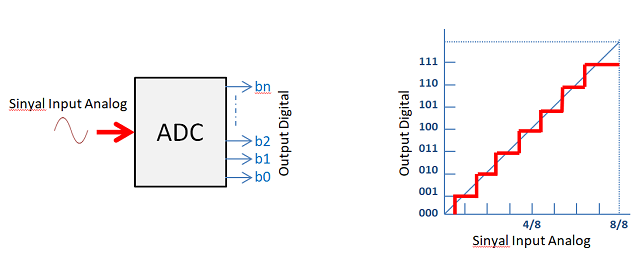 Sinyal Input Analog
ADC
bn
b2
b1
b0
Output Digital
Output Digital
111
110
101
100
011
010
001
000
4/8
8/8
Sinyal Input Analog